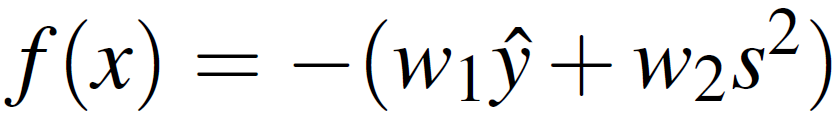 f(x) = −(w₁ŷ + w₂s²)